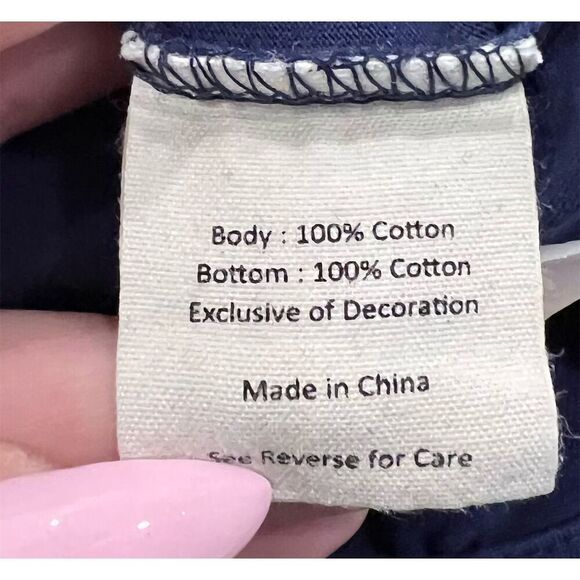 Body : 100% Cotton
Bottom : 100% Cotton
Exclusive of Decoration
Made in China
See Reverse for Care